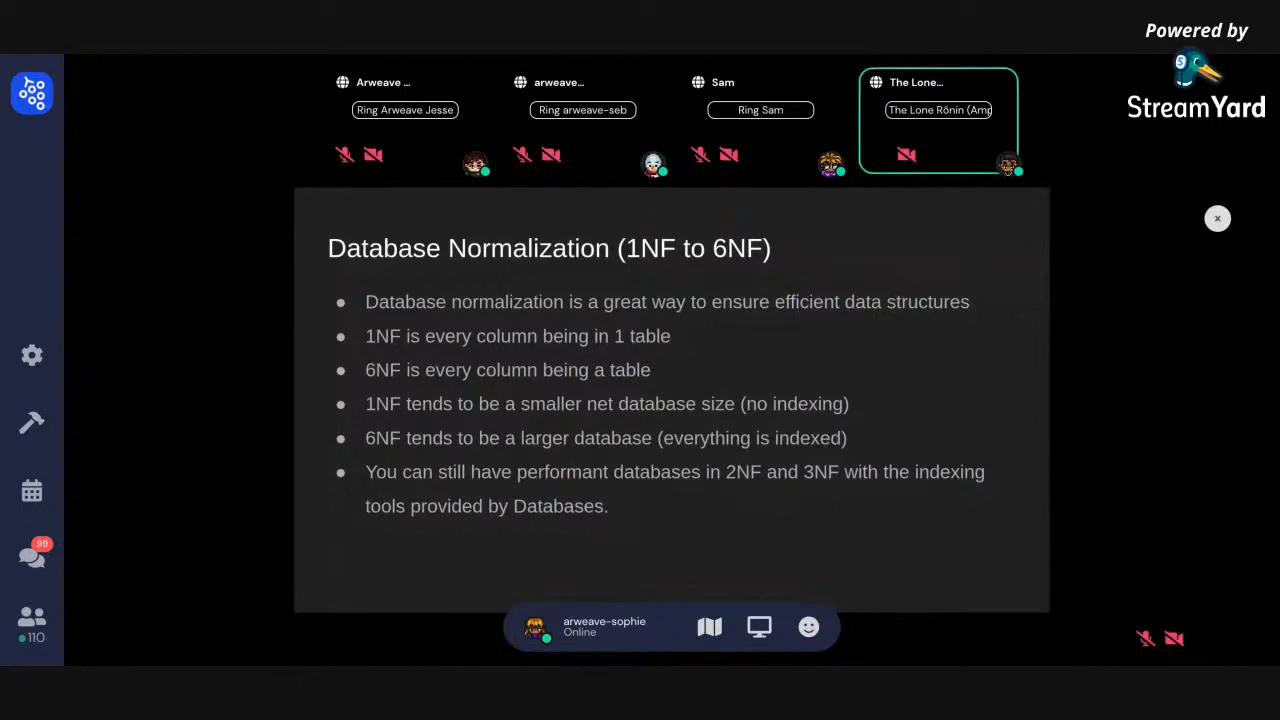 Powered by
StreamYard
Arweave ...
arweave...
Sam
The Lone...
Ring Arweave Jesse
Ring arweave-seb
Ring Sam
The Lone Rōnin (Amp
Database Normalization (1NF to 6NF)
● Database normalization is a great way to ensure efficient data structures
● 1NF is every column being in 1 table
● 6NF is every column being a table
● 1NF tends to be a smaller net database size (no indexing)
● 6NF tends to be a larger database (everything is indexed)
● You can still have performant databases in 2NF and 3NF with the indexing
tools provided by Databases.
99
110
arweave-sophie
Online